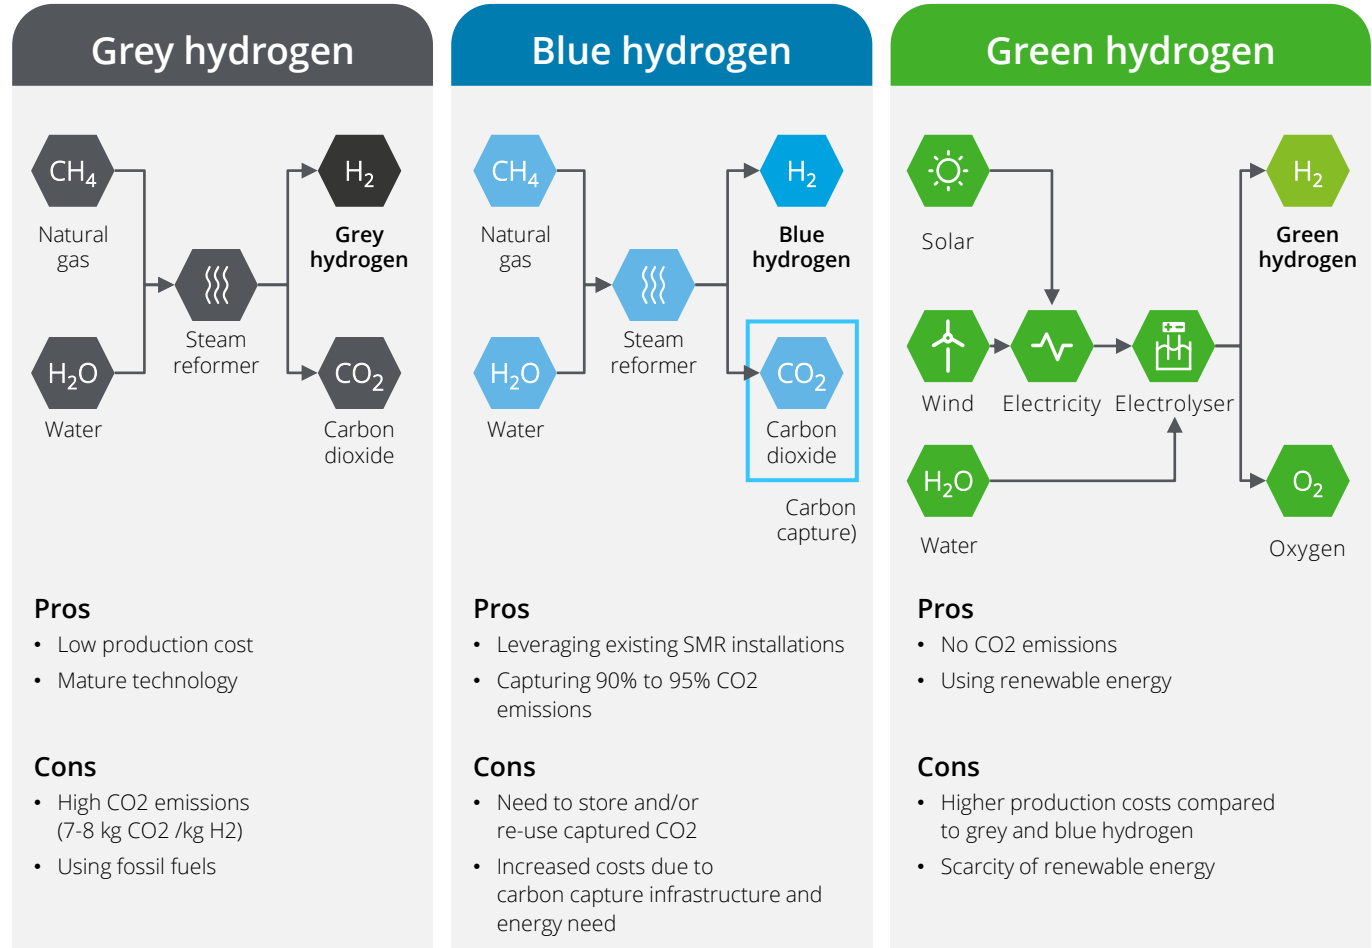 Grey hydrogen
CH₄
Natural
gas
H₂O
Water
Steam
reformer
H₂
Grey
hydrogen
CO₂
Carbon
dioxide
Pros
• Low production cost
• Mature technology
Cons
• High CO2 emissions
(7-8 kg CO2 /kg H2)
• Using fossil fuels
Blue hydrogen
CH₄
Natural
gas
H₂O
Water
Steam
reformer
H₂
Blue
hydrogen
CO₂
Carbon
dioxide
Carbon
capture)
Pros
• Leveraging existing SMR installations
• Capturing 90% to 95% CO2
emissions
Cons
• Need to store and/or
re-use captured CO2
• Increased costs due to
carbon capture infrastructure and
energy need
Green hydrogen
Solar
Wind
Electricity
Electrolyser
H₂O
Water
H₂
Green
hydrogen
O₂
Oxygen
Pros
• No CO2 emissions
• Using renewable energy
Cons
• Higher production costs compared
to grey and blue hydrogen
• Scarcity of renewable energy